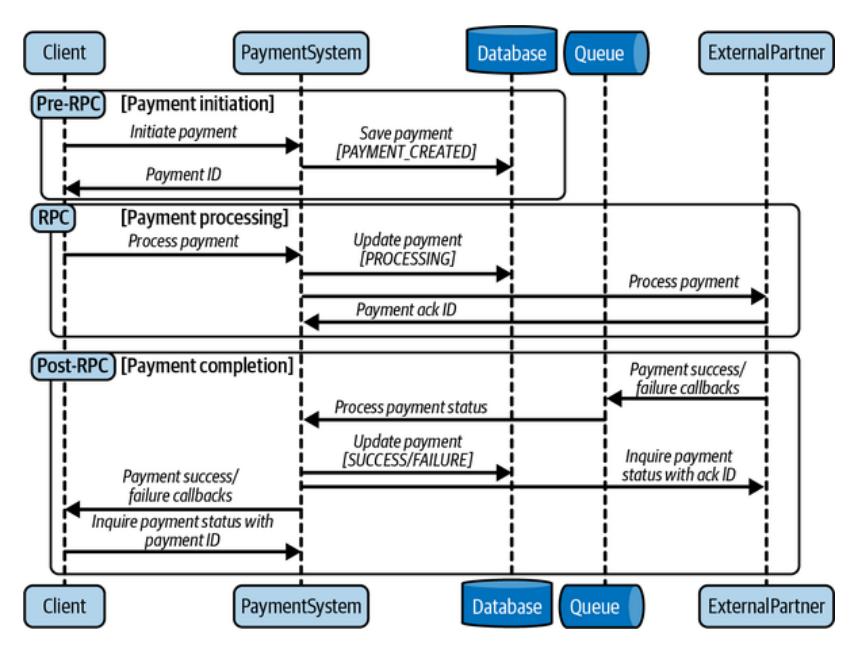 Client
PaymentSystem
Database
Queue
ExternalPartner
Pre-RPC
[Payment initiation]
Initiate payment
Save payment
[PAYMENT_CREATED]
Payment ID
RPC
[Payment processing]
Process payment
Update payment
[PROCESSING]
Process payment
Payment ack ID
Post-RPC
[Payment completion]
Payment success/
failure callbacks
Process payment status
Update payment
[SUCCESS/FAILURE]
Inquire payment
status with ack ID
Payment success/
failure callbacks
Inquire payment status with
payment ID
Client
PaymentSystem
Database
Queue
ExternalPartner